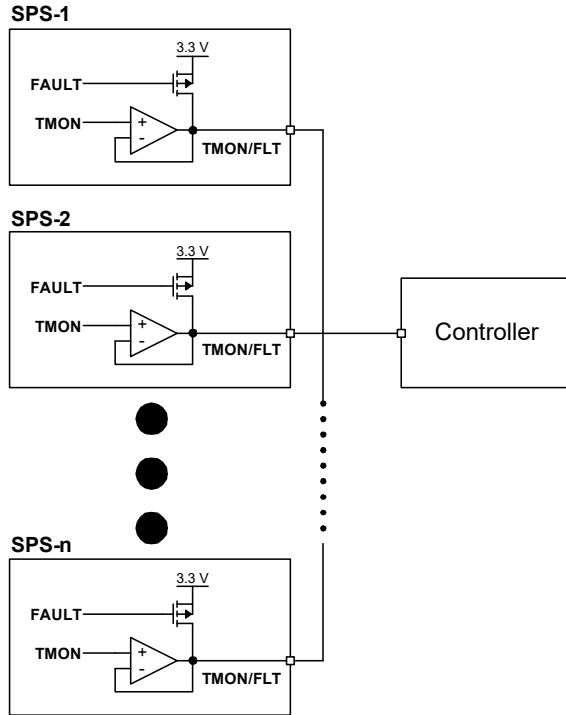 SPS-1
3.3 V
FAULT
TMON
+
-
TMON/FLT
SPS-2
3.3 V
FAULT
TMON
+
-
TMON/FLT
Controller
SPS-n
3.3 V
FAULT
TMON
+
-
TMON/FLT